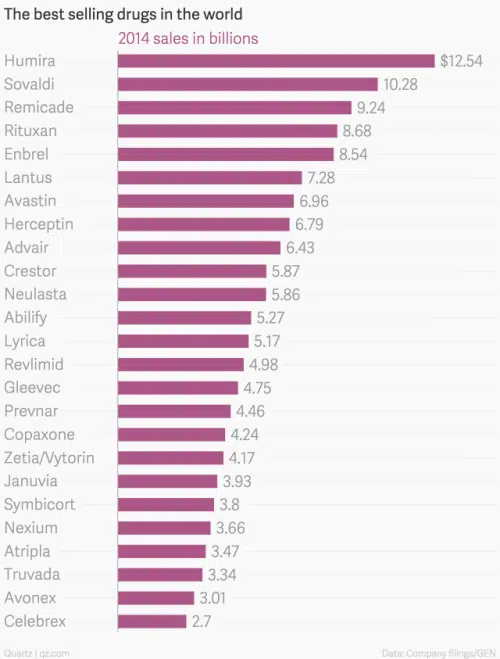 The best selling drugs in the world
2014 sales in billions
Humira $12.54
Sovaldi 10.28
Remicade 9.24
Rituxan 8.68
Enbrel 8.54
Lantus 7.28
Avastin 6.96
Herceptin 6.79
Advair 6.43
Crestor 5.87
Neulasta 5.86
Abilify 5.27
Lyrica 5.17
Revlimid 4.98
Gleevec 4.75
Prevnar 4.46
Copaxone 4.24
Zetia/Vytorin 4.17
Januvia 3.93
Symbicort 3.8
Nexium 3.66
Atripla 3.47
Truvada 3.34
Avonex 3.01
Celebrex 2.7
Quartz | qz.com Data: Company filings/GEN